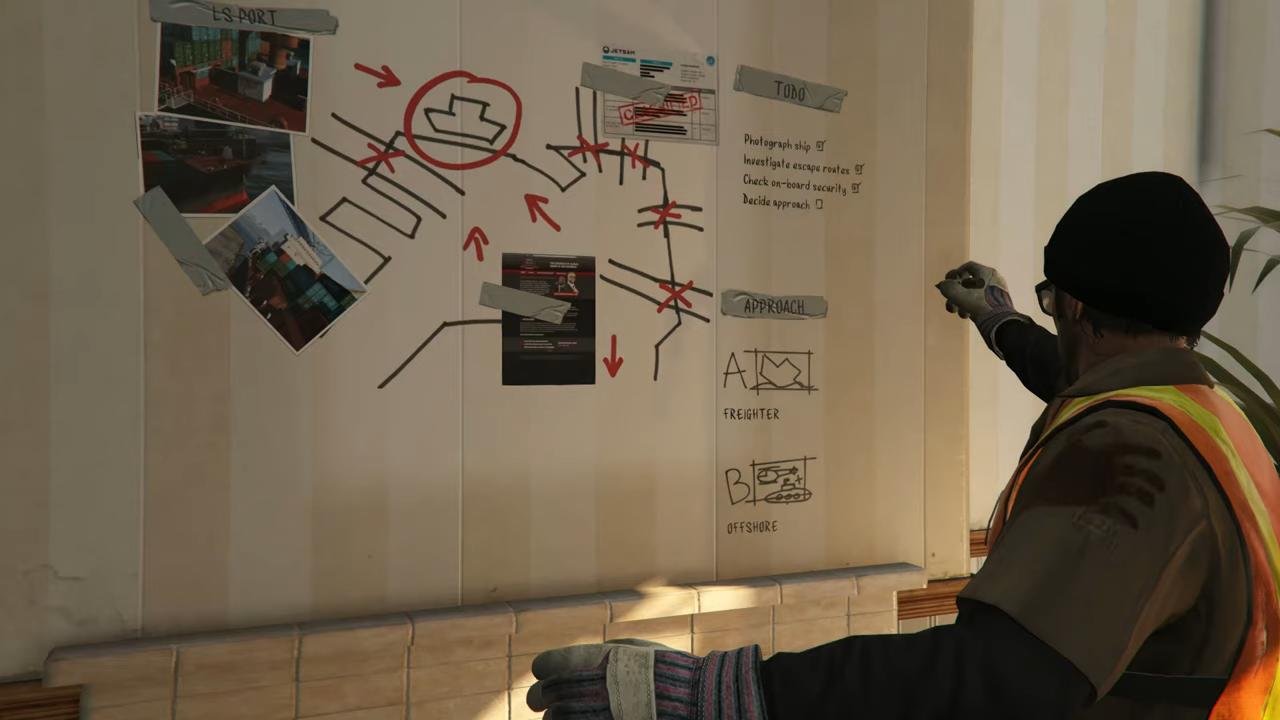 LS PORT
JETSAM
TODO
Photograph ship
Investigate escape routes
Check on-board security
Decide approach
APPROACH
A
FREIGHTER
B
OFFSHORE